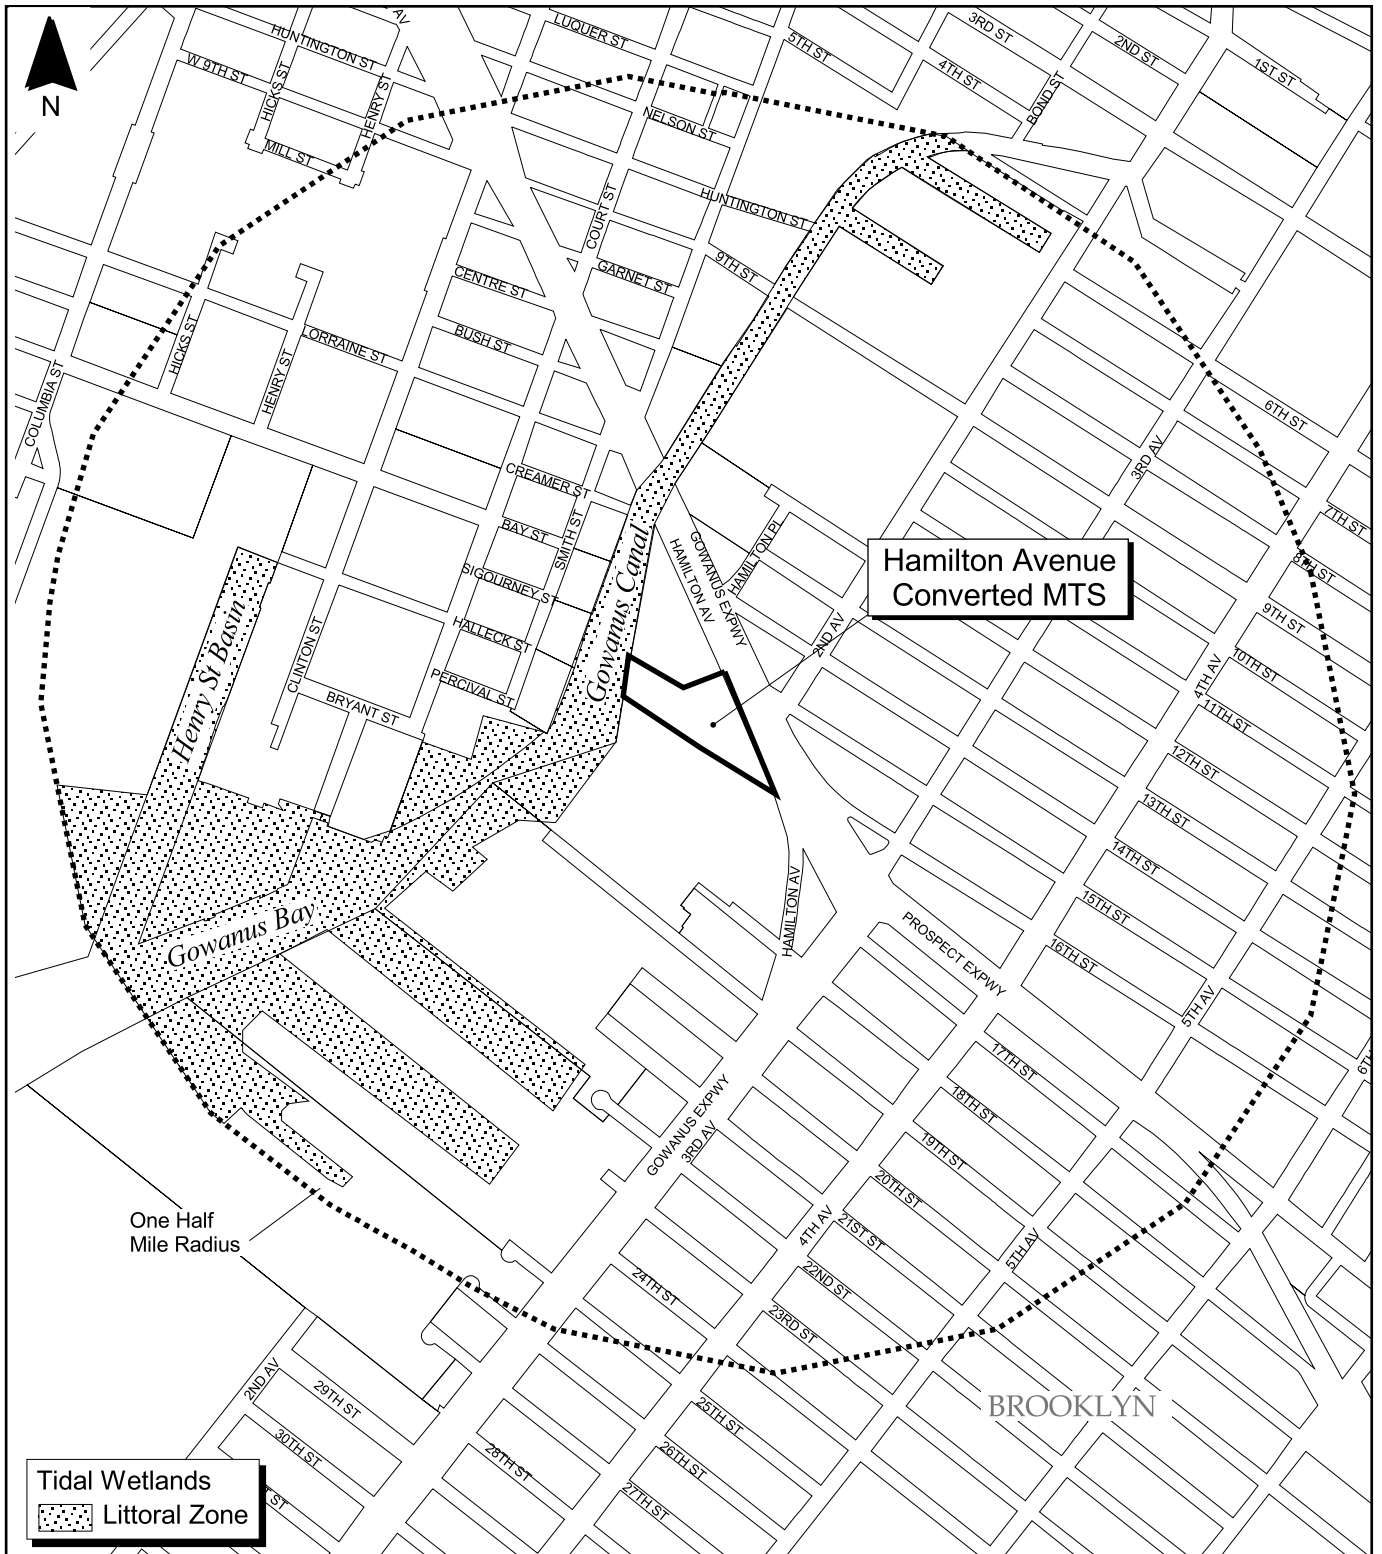 N
AV
HUNTINGTON ST
W 9TH ST
HICKS ST
HENRY ST
MILL ST
LUQUER ST
5TH ST
3RD ST
4TH ST
2ND ST
1ST ST
BOND ST
NELSON ST
COURT ST
HUNTINGTON ST
9TH ST
GARNET ST
CENTRE ST
BUSH ST
LORRAINE ST
HICKS ST
HENRY ST
COLUMBIA ST
6TH ST
3RD AV
7TH ST
8TH ST
CREAMER ST
BAY ST
SMITH ST
SIGOURNEY ST
HALLECK ST
PERCIVAL ST
BRYANT ST
CLINTON ST
Henry St Basin
Gowanus Canal
HAMILTON AV
GOWANUS EXPWY
HAMILTON PL
2ND AV
Hamilton Avenue
Converted MTS
9TH ST
10TH ST
4TH AV
11TH ST
12TH ST
13TH ST
14TH ST
15TH ST
16TH ST
HAMILTON AV
PROSPECT EXPWY
5TH AV
Gowanus Bay
6TH
17TH ST
18TH ST
19TH ST
20TH ST
21ST ST
22ND ST
23RD ST
GOWANUS EXPWY
3RD AV
4TH AV
5TH AV
One Half
Mile Radius
24TH ST
25TH ST
26TH ST
27TH ST
28TH ST
2ND AV
29TH ST
30TH ST
ST ST
BROOKLYN
Tidal Wetlands
Littoral Zone